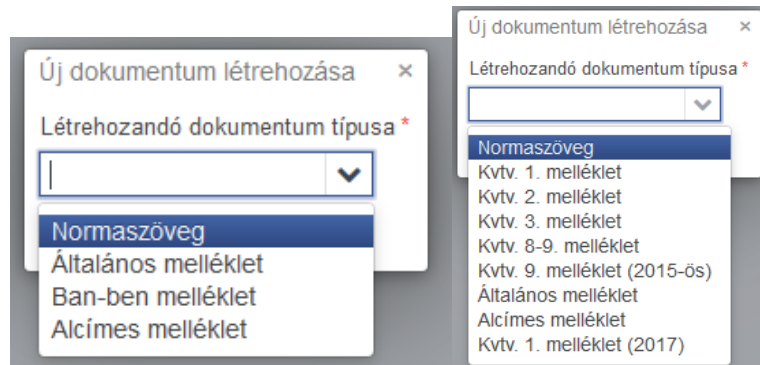 Új dokumentum létrehozása ×
Létrehozandó dokumentum típusa *
Normaszöveg
Általános melléklet
Ban-ben melléklet
Alcímes melléklet
Új dokumentum létrehozása ×
Létrehozandó dokumentum típusa *
Normaszöveg
Kvtv. 1. melléklet
Kvtv. 2. melléklet
Kvtv. 3. melléklet
Kvtv. 8-9. melléklet
Kvtv. 9. melléklet (2015-ös)
Általános melléklet
Alcímes melléklet
Kvtv. 1. melléklet (2017)